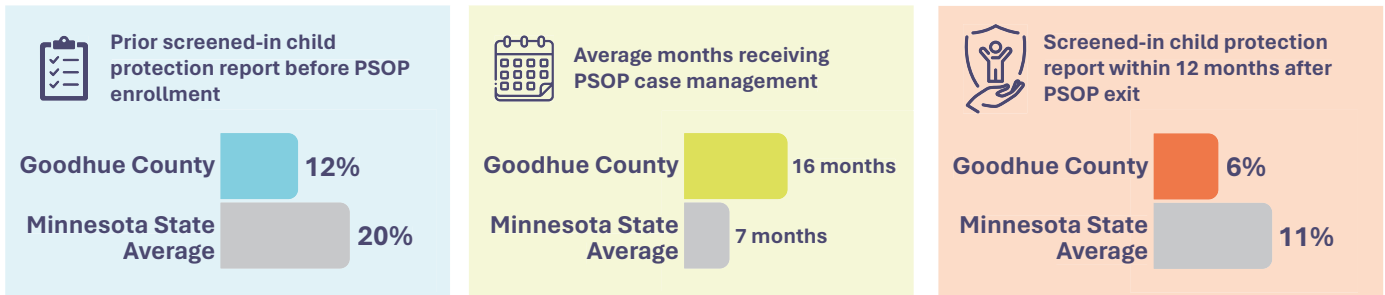 Prior screened-in child
protection report before PSOP
enrollment
Goodhue County
12%
Minnesota State
Average
20%
Average months receiving
PSOP case management
Goodhue County
16 months
Minnesota State
Average
7 months
Screened-in child protection
report within 12 months after
PSOP exit
Goodhue County
6%
Minnesota State
Average
11%